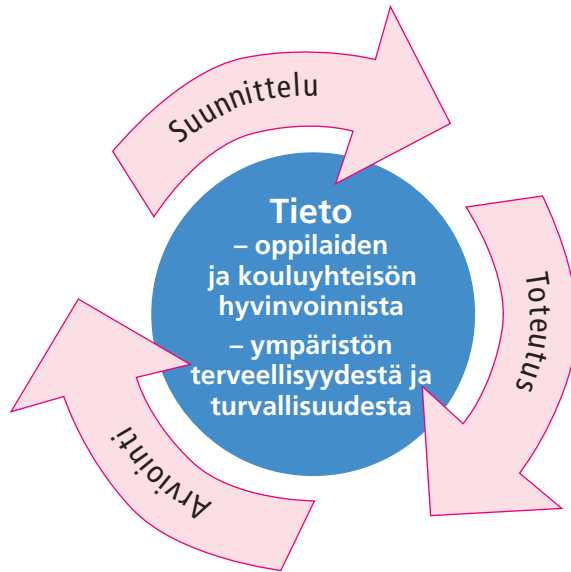 Suunnittelu
Tieto
– oppilaiden
ja kouluyhteisön
hyvinvoinnista
– ympäristön
terveellisyydestä ja
turvallisuudesta
Toteutus
Arviointi